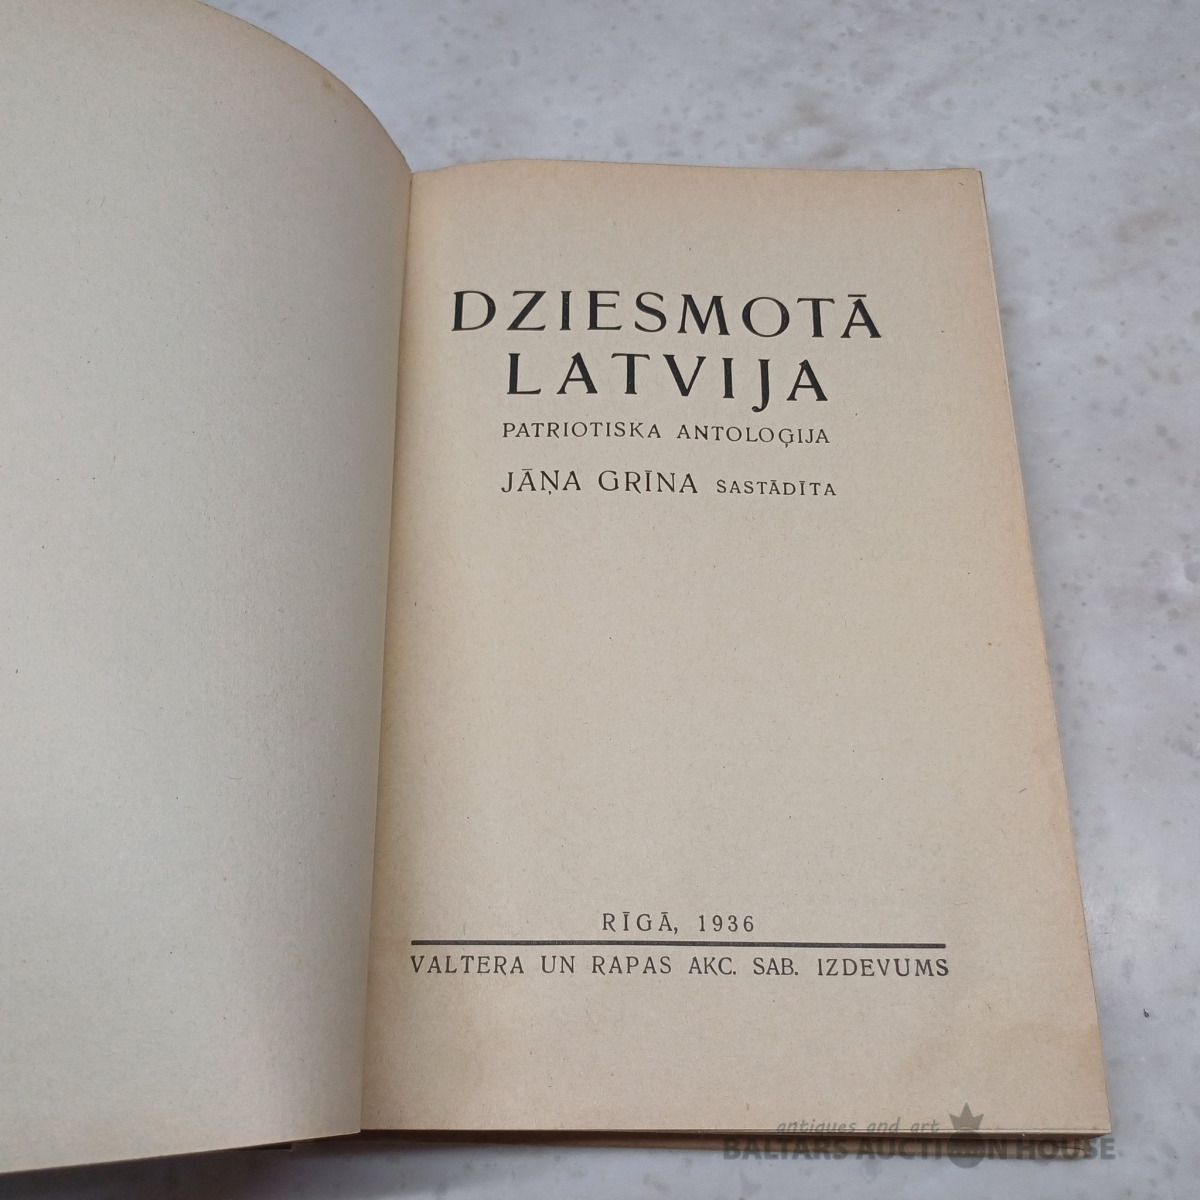 DZIESMOTĀ
LATVIJA
PATRIOTISKA ANTOLOĢIJA
JĀŅA GRĪNA SASTĀDĪTA
RĪGĀ, 1936
VALTERA UN RAPAS AKC. SAB. IZDEVUMS
antiques and art
BALTARS AUCTION HOUSE